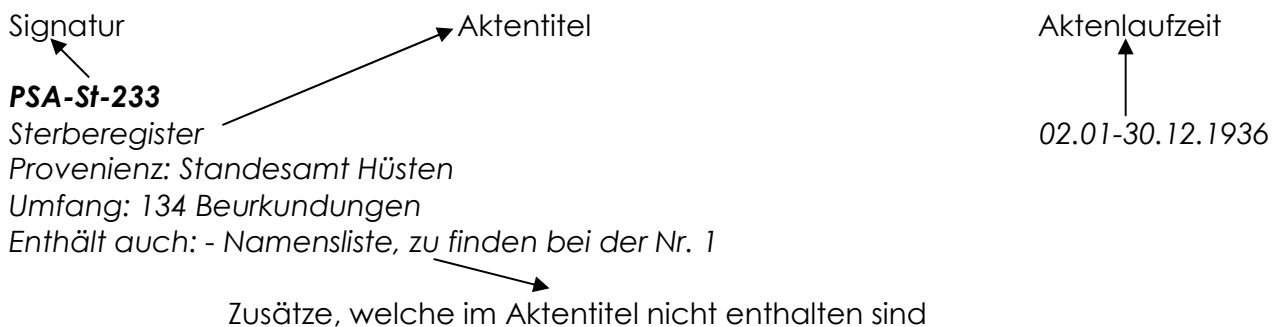 Signatur Aktentitel Aktenlaufzeit
PSA-St-233
Sterberegister 02.01-30.12.1936
Provenienz: Standesamt Hüsten
Umfang: 134 Beurkundungen
Enthält auch: - Namensliste, zu finden bei der Nr. 1
Zusätze, welche im Aktentitel nicht enthalten sind